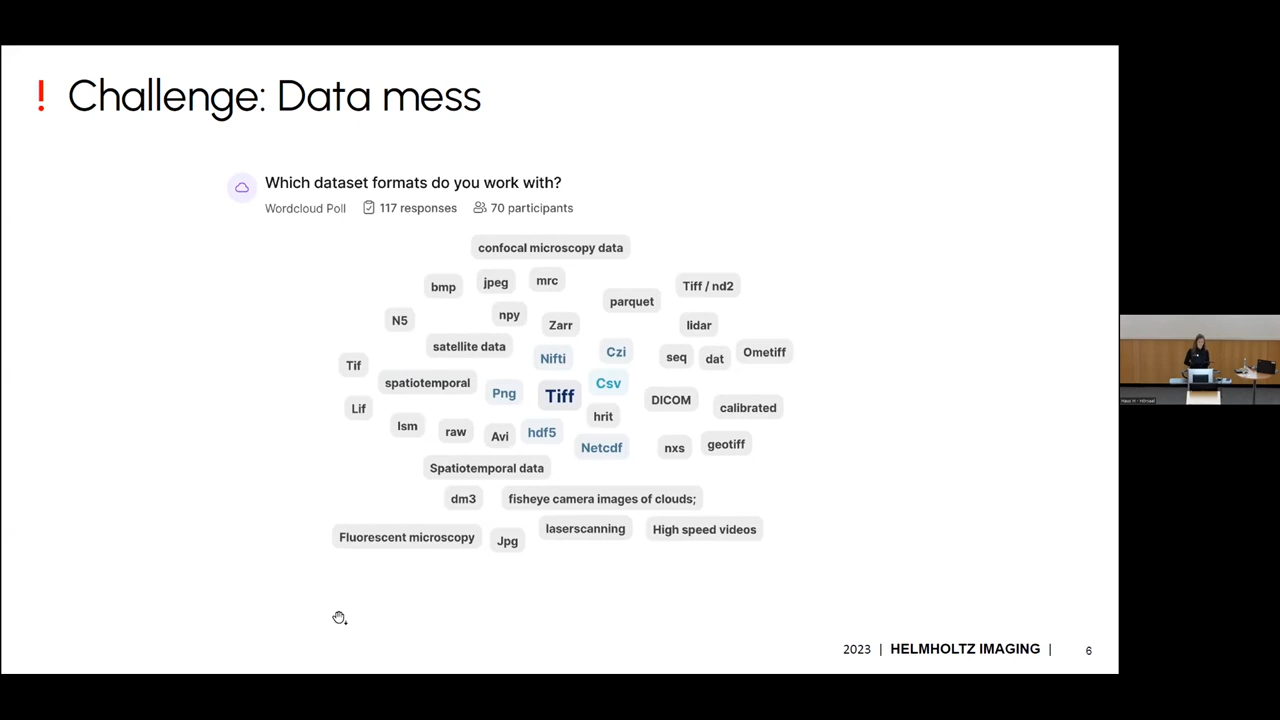 ! Challenge: Data mess
Which dataset formats do you work with?
Wordcloud Poll 117 responses 70 participants
confocal microscopy data
bmp jpeg mrc Tiff / nd2
parquet
N5 npy Zarr lidar
satellite data Nifti Czi seq dat Ometiff
Tif
spatiotemporal Png Tiff Csv DICOM
Lif hrit calibrated
lsm raw Avi hdf5 Netcdf nxs geotiff
Spatiotemporal data
dm3 fisheye camera images of clouds;
Fluorescent microscopy Jpg laserscanning High speed videos
2023 | HELMHOLTZ IMAGING | 6